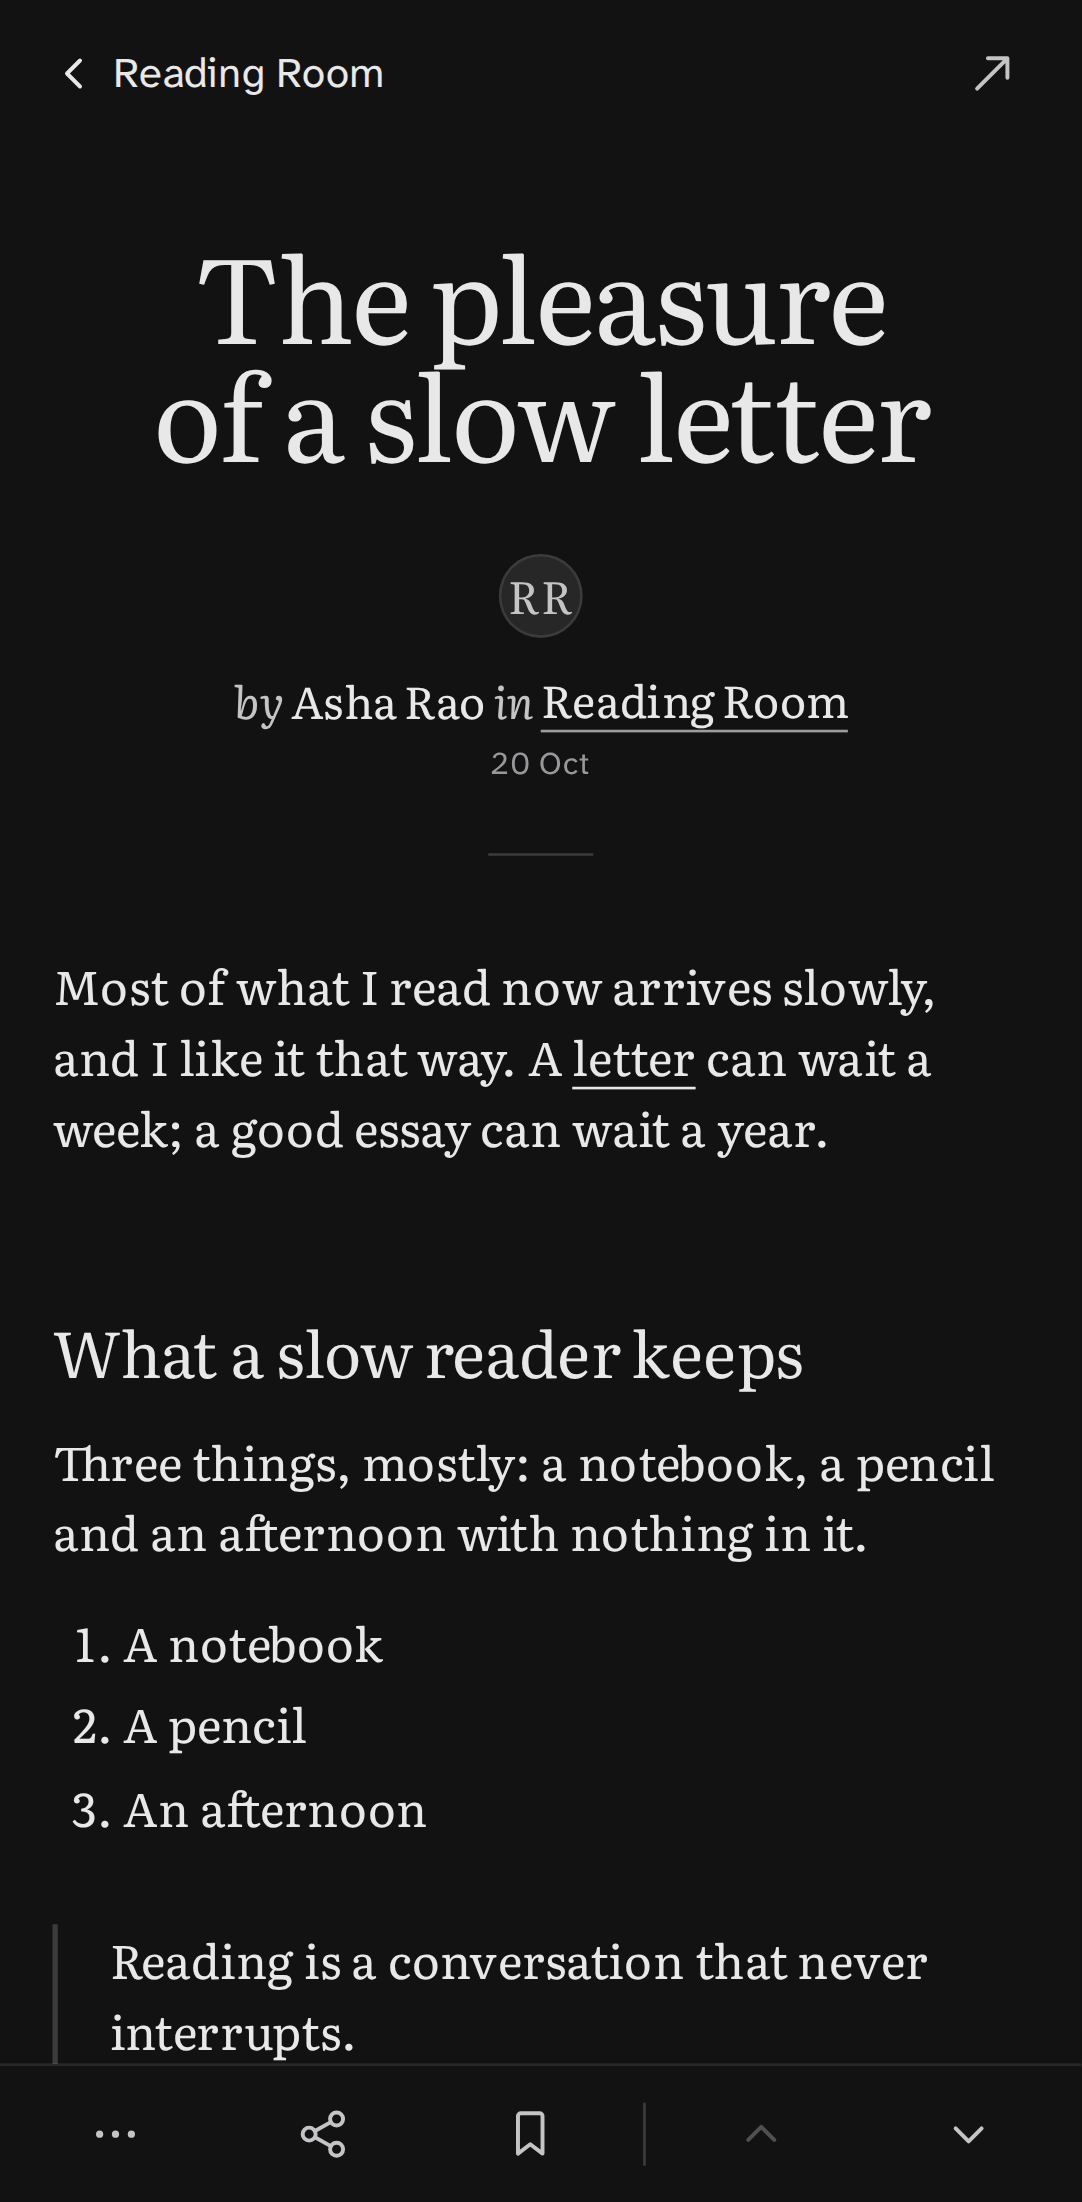 Reading Room
The pleasure
of a slow letter
RR
by Asha Rao in Reading Room
20 Oct
Most of what I read now arrives slowly,
and I like it that way. A letter can wait a
week; a good essay can wait a year.
What a slow reader keeps
Three things, mostly: a notebook, a pencil
and an afternoon with nothing in it.
1. A notebook
2. A pencil
3. An afternoon
Reading is a conversation that never
interrupts.